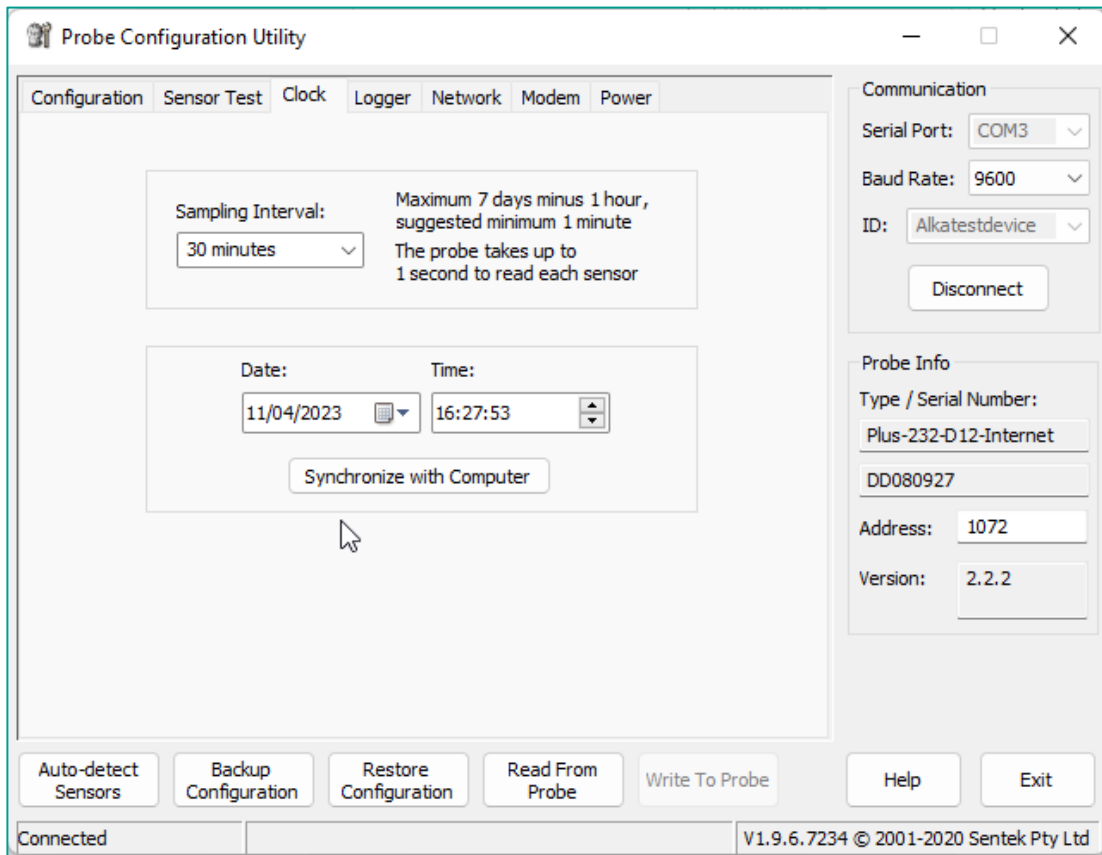 Probe Configuration Utility
Configuration Sensor Test Clock Logger Network Modem Power
Sampling Interval:
30 minutes
Maximum 7 days minus 1 hour,
suggested minimum 1 minute
The probe takes up to
1 second to read each sensor
Date: Time:
11/04/2023 16:27:53
Synchronize with Computer
Communication
Serial Port: COM3
Baud Rate: 9600
ID: Alkatestdevice
Disconnect
Probe Info
Type / Serial Number:
Plus-232-D12-Internet
DD080927
Address: 1072
Version: 2.2.2
Auto-detect
Sensors
Backup
Configuration
Restore
Configuration
Read From
Probe
Write To Probe
Help
Exit
Connected
V1.9.6.7234 © 2001-2020 Sentek Pty Ltd